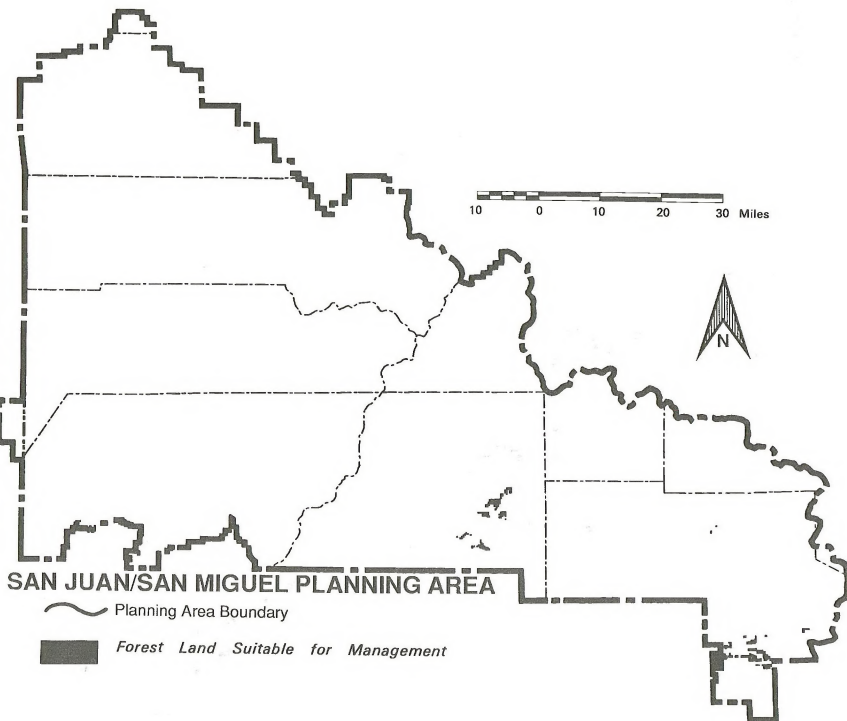 10 0 10 20 30 Miles
N
SAN JUAN/SAN MIGUEL PLANNING AREA
Planning Area Boundary
Forest Land Suitable for Management